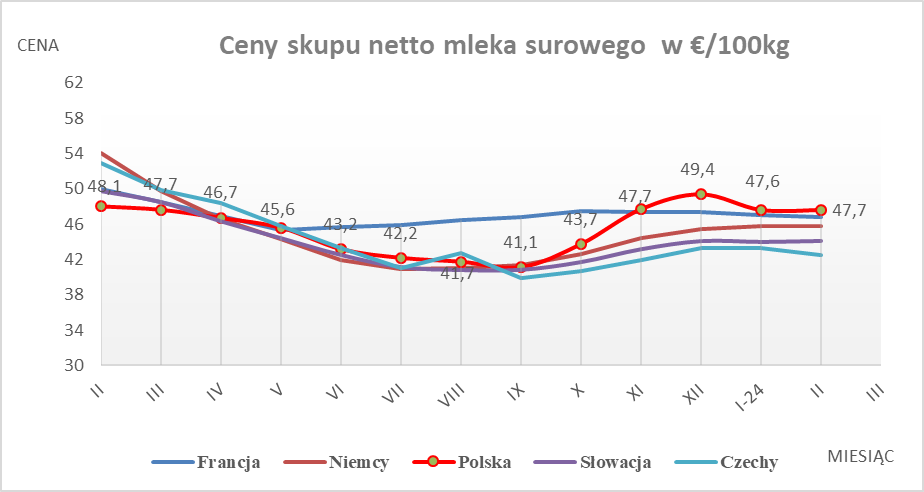 CENA
Ceny skupu netto mleka surowego w €/100kg
62
58
54
50
46
42
38
34
30
48,1
47,7
46,7
45,6
43,2
42,2
41,7
41,1
43,7
47,7
49,4
47,6
47,7
II
III
IV
V
VI
VII
VIII
IX
X
XI
XII
I-24
II
III
Francja
Niemcy
Polska
Słowacja
Czechy
MIESIĄC